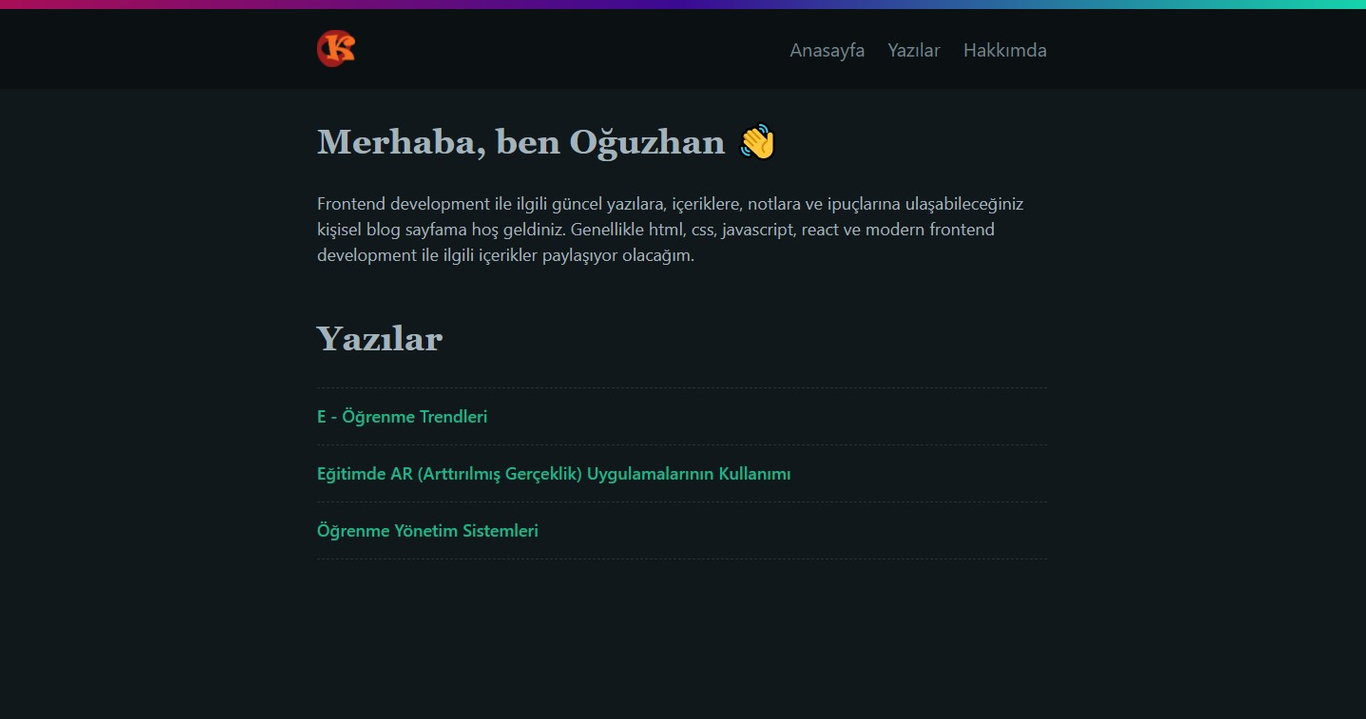 K
Anasayfa Yazılar Hakkımda
Merhaba, ben Oğuzhan 👋
Frontend development ile ilgili güncel yazılara, içeriklere, notlara ve ipuçlarına ulaşabileceğiniz
kişisel blog sayfama hoş geldiniz. Genellikle html, css, javascript, react ve modern frontend
development ile ilgili içerikler paylaşıyor olacağım.
Yazılar
E - Öğrenme Trendleri
Eğitimde AR (Arttırılmış Gerçeklik) Uygulamalarının Kullanımı
Öğrenme Yönetim Sistemleri